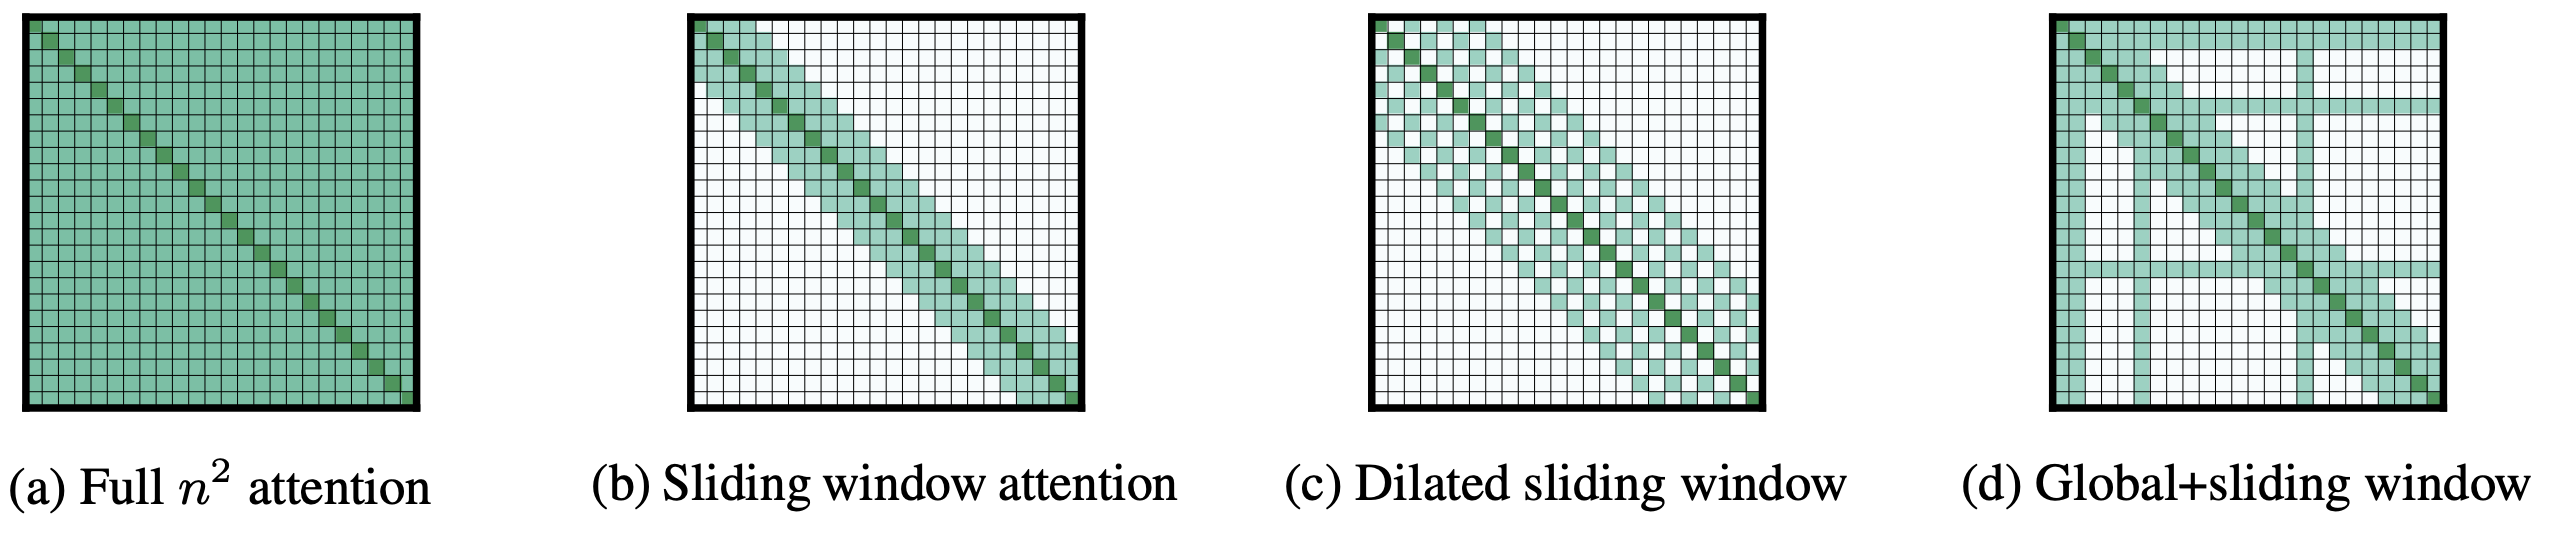 (a) Full n² attention
(b) Sliding window attention
(c) Dilated sliding window
(d) Global+sliding window